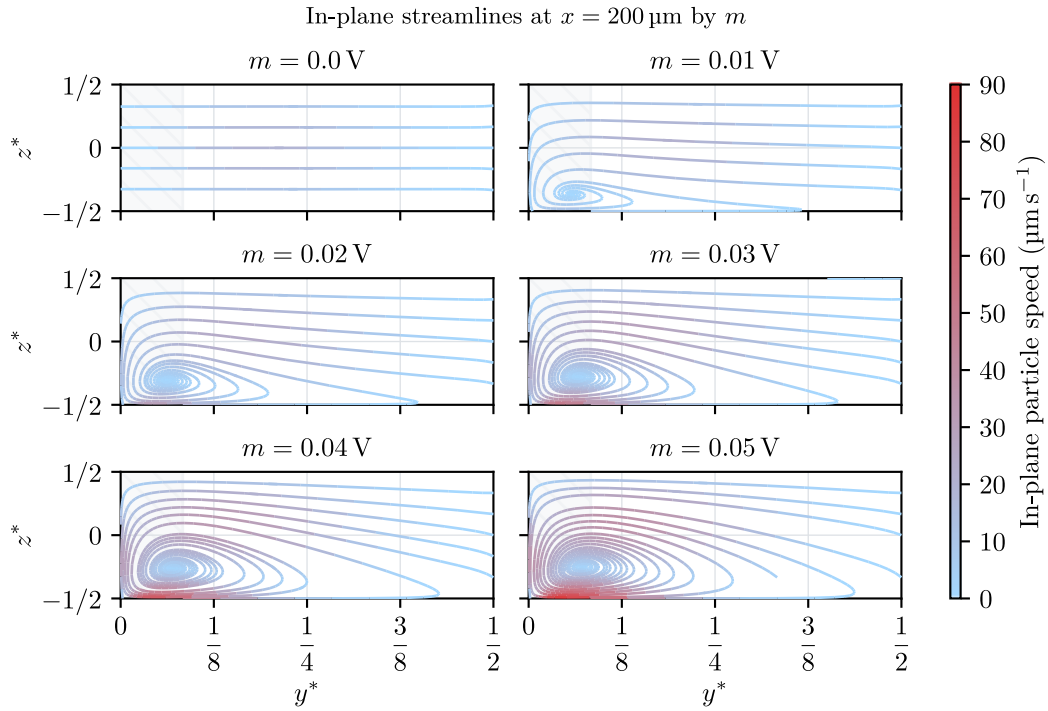 In-plane streamlines at x = 200 µm by m
m = 0.0 V
m = 0.01 V
1/2
0
−1/2
z*
m = 0.02 V
m = 0.03 V
1/2
0
−1/2
z*
m = 0.04 V
m = 0.05 V
1/2
0
−1/2
z*
0 1/8 1/4 3/8 1/2
0 1/8 1/4 3/8 1/2
y*
y*
90
80
70
60
50
40
30
20
10
0
In-plane particle speed (µm s⁻¹)